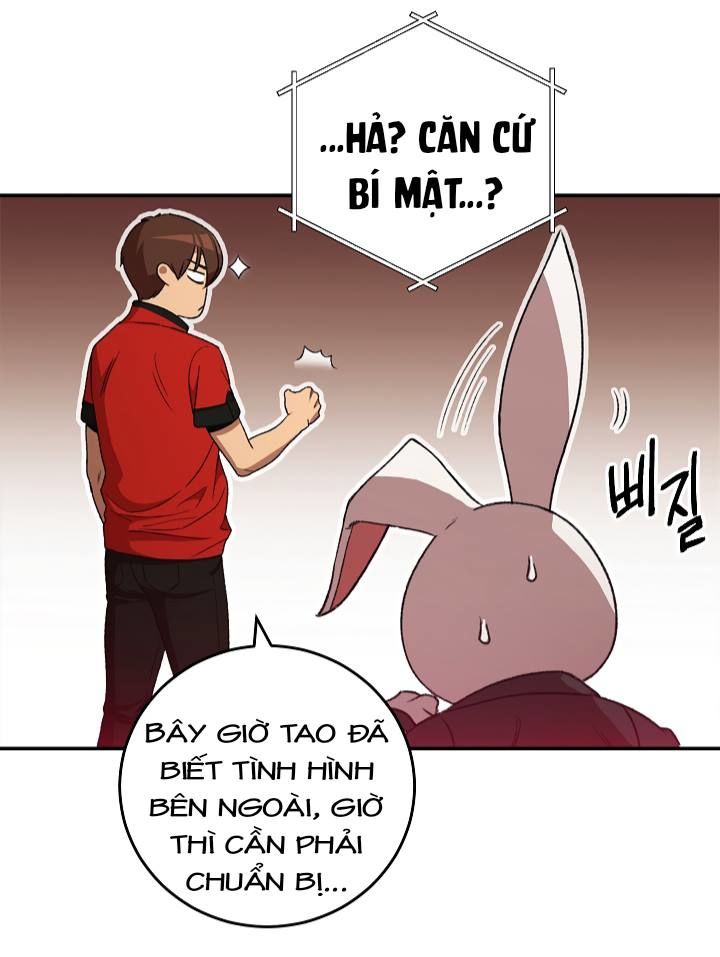 ...HẢ? CĂN CỨ
BÍ MẬT...?
삐질
BÂY GIỜ TAO ĐÃ
BIẾT TÌNH HÌNH
BÊN NGOÀI, GIỜ
THÌ CẦN PHẢI
CHUẨN BỊ...